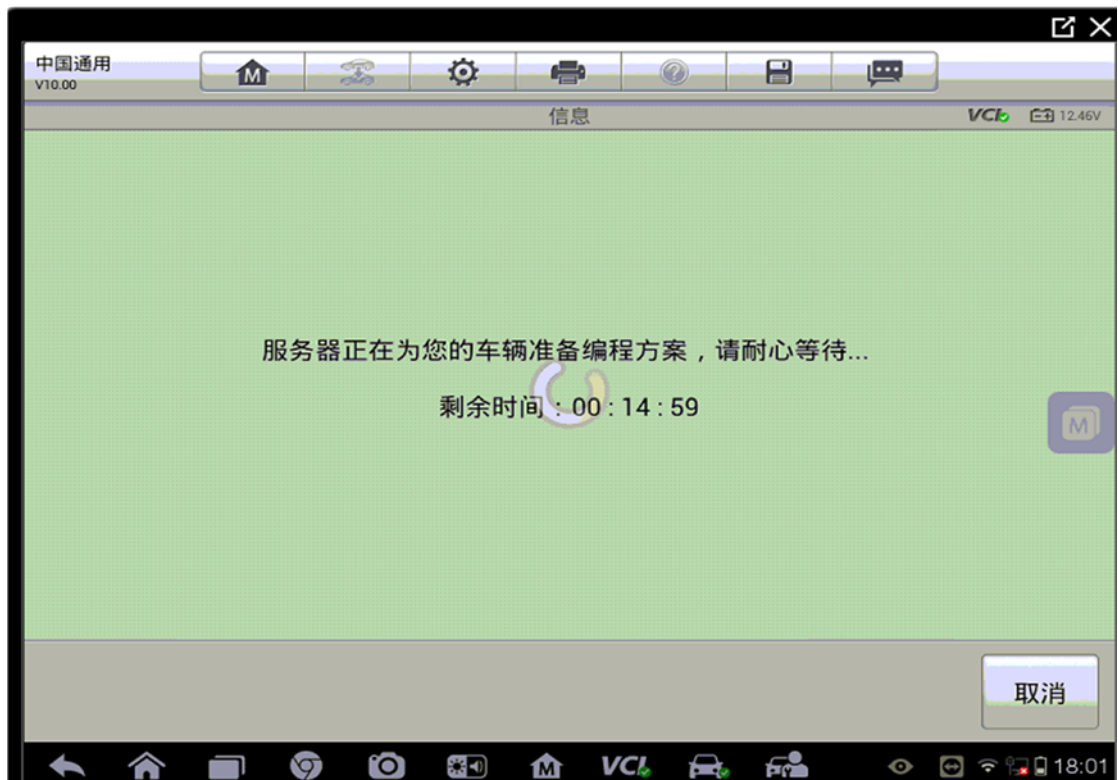 中国通用
V10.00
M
信息
VCI
12.46V
服务器正在为您的车辆准备编程方案，请耐心等待...
剩余时间：00：14：59
M
取消
M
VCI
18:01